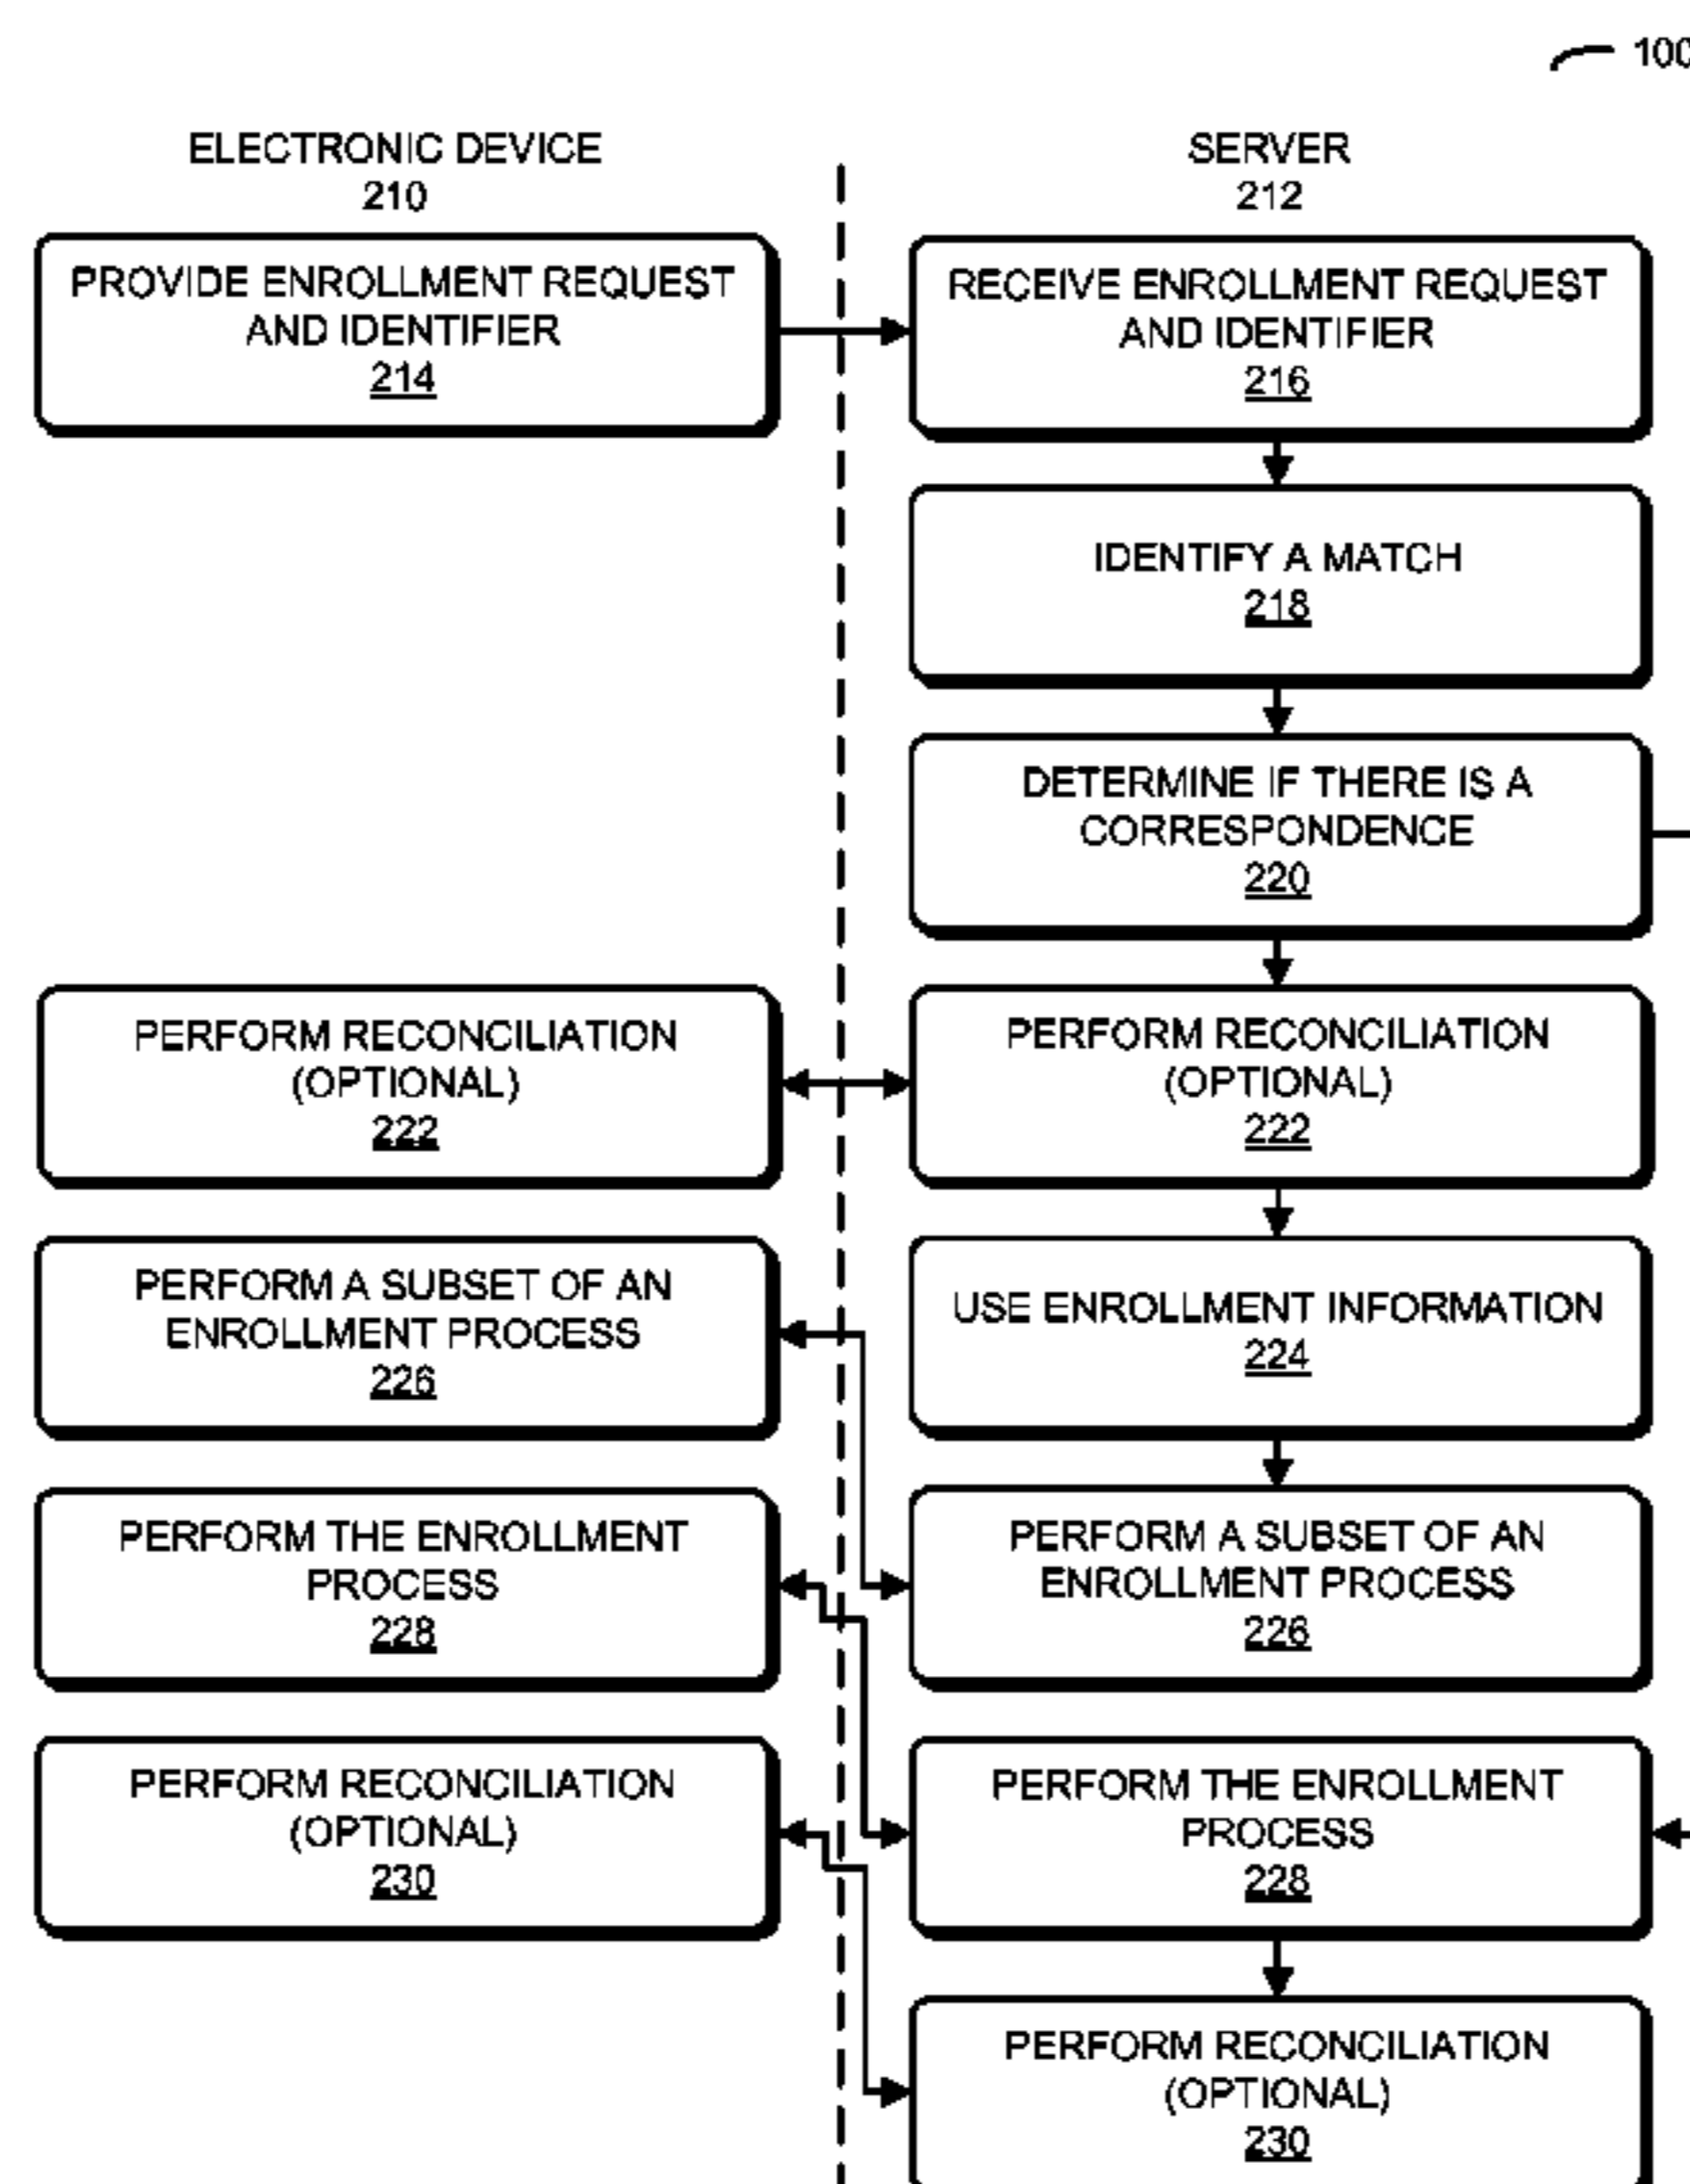 100
ELECTRONIC DEVICE
210
SERVER
212
PROVIDE ENROLLMENT REQUEST
AND IDENTIFIER
214
RECEIVE ENROLLMENT REQUEST
AND IDENTIFIER
216
IDENTIFY A MATCH
218
DETERMINE IF THERE IS A
CORRESPONDENCE
220
PERFORM RECONCILIATION
(OPTIONAL)
222
PERFORM RECONCILIATION
(OPTIONAL)
222
PERFORM A SUBSET OF AN
ENROLLMENT PROCESS
226
USE ENROLLMENT INFORMATION
224
PERFORM THE ENROLLMENT
PROCESS
228
PERFORM A SUBSET OF AN
ENROLLMENT PROCESS
226
PERFORM RECONCILIATION
(OPTIONAL)
230
PERFORM THE ENROLLMENT
PROCESS
228
PERFORM RECONCILIATION
(OPTIONAL)
230